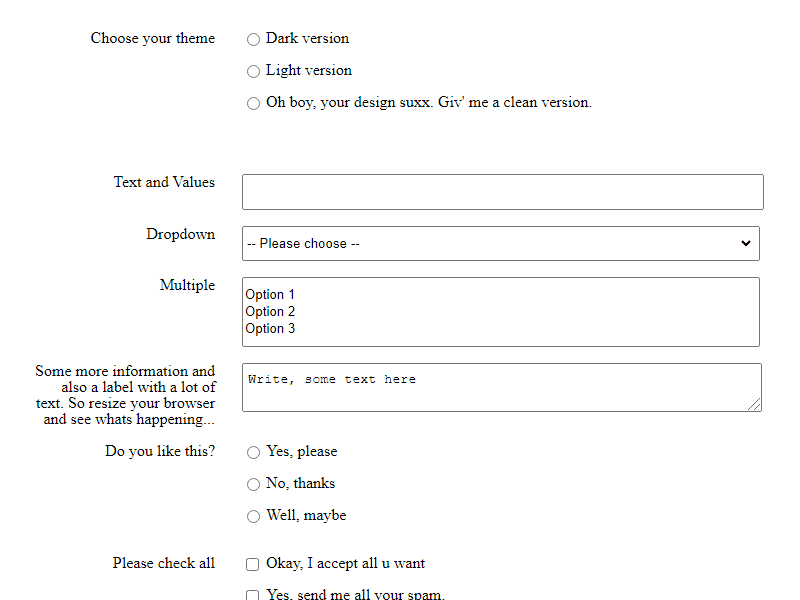 Choose your theme
Dark version
Light version
Oh boy, your design suxx. Giv' me a clean version.
Text and Values
Dropdown
-- Please choose --
Multiple
Option 1
Option 2
Option 3
Some more information and
also a label with a lot of
text. So resize your browser
and see whats happening...
Write, some text here
Do you like this?
Yes, please
No, thanks
Well, maybe
Please check all
Okay, I accept all u want
Yes, send me all your spam.